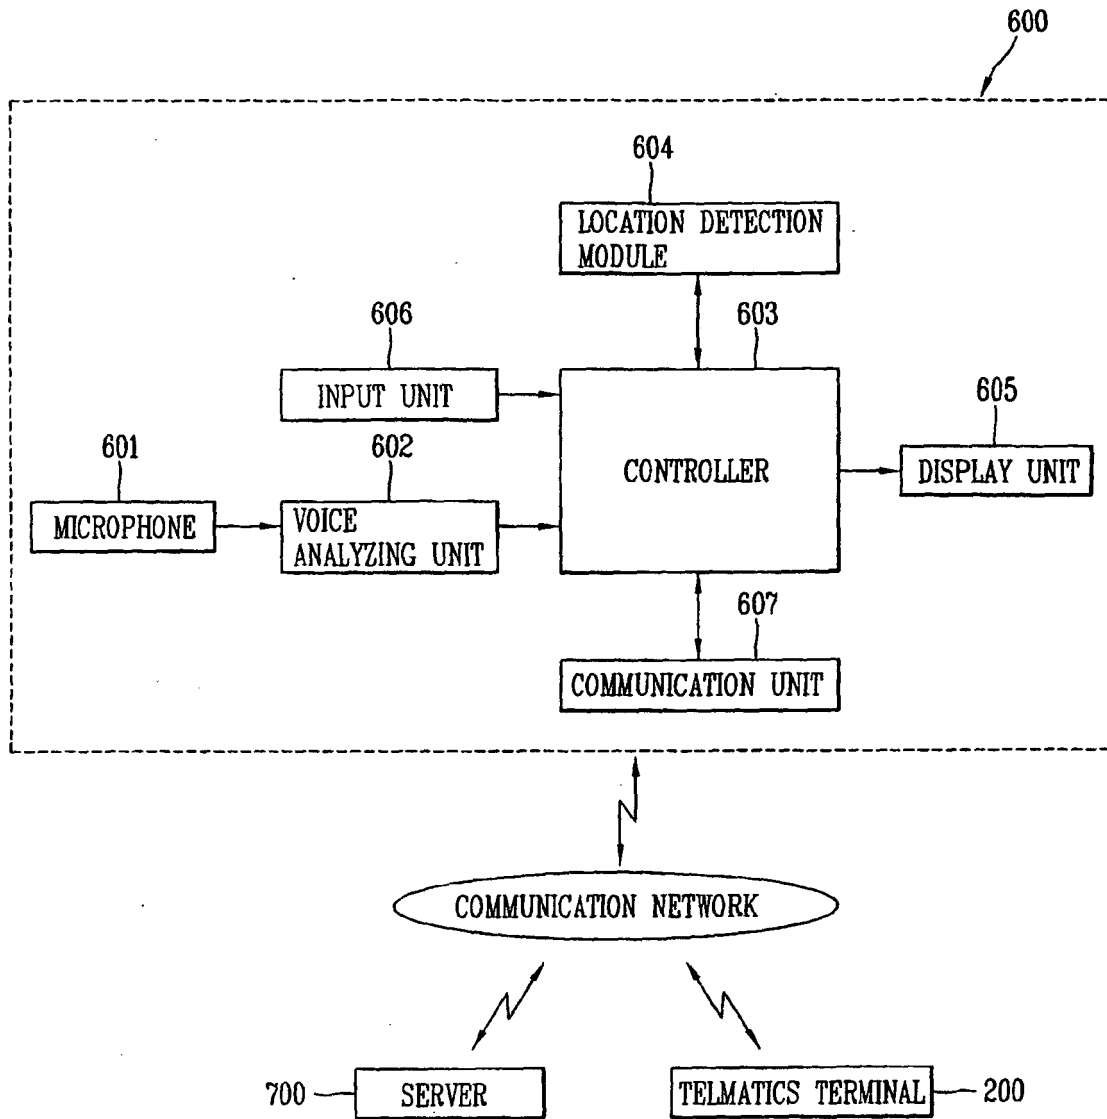 600
604
LOCATION DETECTION
MODULE
606
603
INPUT UNIT
605
601
602
CONTROLLER
DISPLAY UNIT
MICROPHONE
VOICE
ANALYZING UNIT
607
COMMUNICATION UNIT
COMMUNICATION NETWORK
700
SERVER
TELMATICS TERMINAL
200